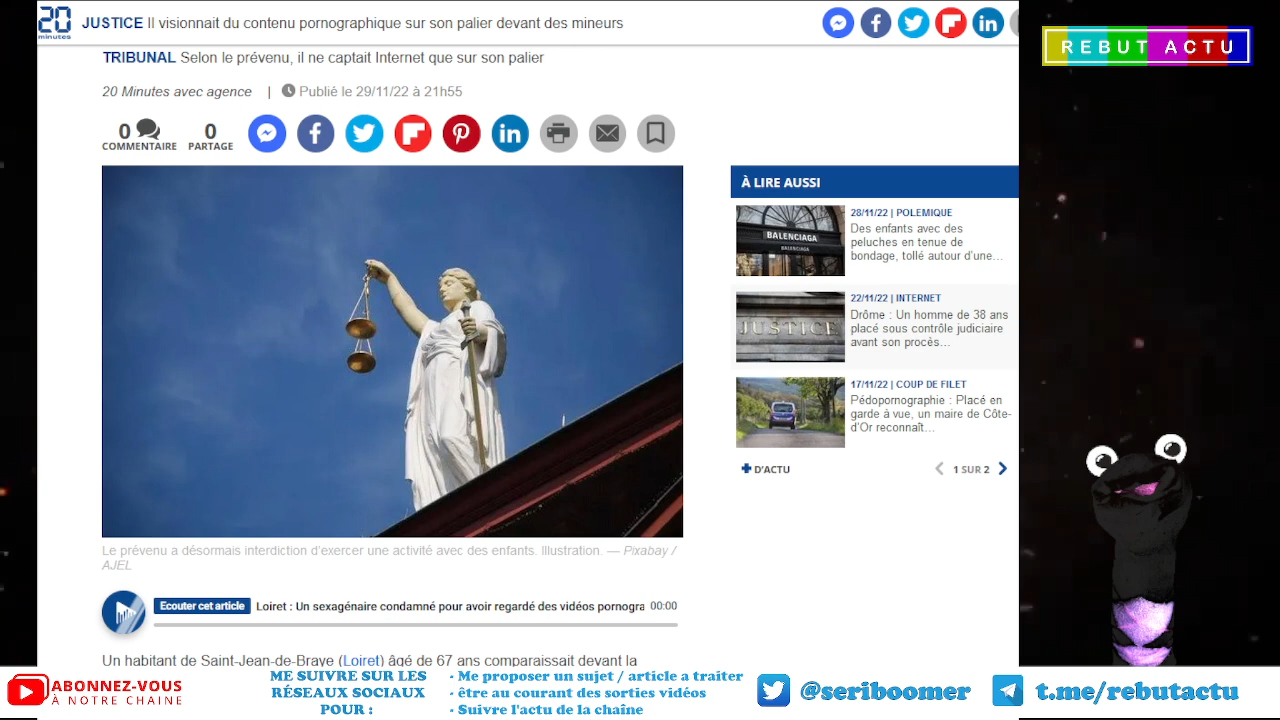 20
minutes
JUSTICE Il visionnait du contenu pornographique sur son palier devant des mineurs
REBUT ACTU
TRIBUNAL Selon le prévenu, il ne captait Internet que sur son palier
20 Minutes avec agence | Publié le 29/11/22 à 21h55
0
COMMENTAIRE
0
PARTAGE
À LIRE AUSSI
28/11/22 | POLEMIQUE
Des enfants avec des
peluches en tenue de
bondage, tollé autour d'une...
BALENCIAGA
BALENCIAGA
22/11/22 | INTERNET
Drôme : Un homme de 38 ans
placé sous contrôle judiciaire
avant son procès...
JUSTICE
17/11/22 | COUP DE FILET
Pédopornographie : Placé en
garde à vue, un maire de Côte-
d'Or reconnaît...
D'ACTU
1 SUR 2
Le prévenu a désormais interdiction d'exercer une activité avec des enfants. Illustration. — Pixabay /
AJEL
Ecouter cet article Loiret : Un sexagénaire condamné pour avoir regardé des vidéos pornogra 00:00
Un habitant de Saint-Jean-de-Braye (Loiret) âgé de 67 ans comparaissait devant la
ABONNEZ-VOUS
À NOTRE CHAINE
ME SUIVRE SUR LES
RÉSEAUX SOCIAUX
POUR :
- Me proposer un sujet / article a traiter
- être au courant des sorties vidéos
- Suivre l'actu de la chaîne
@seriboomer
t.me/rebutactu